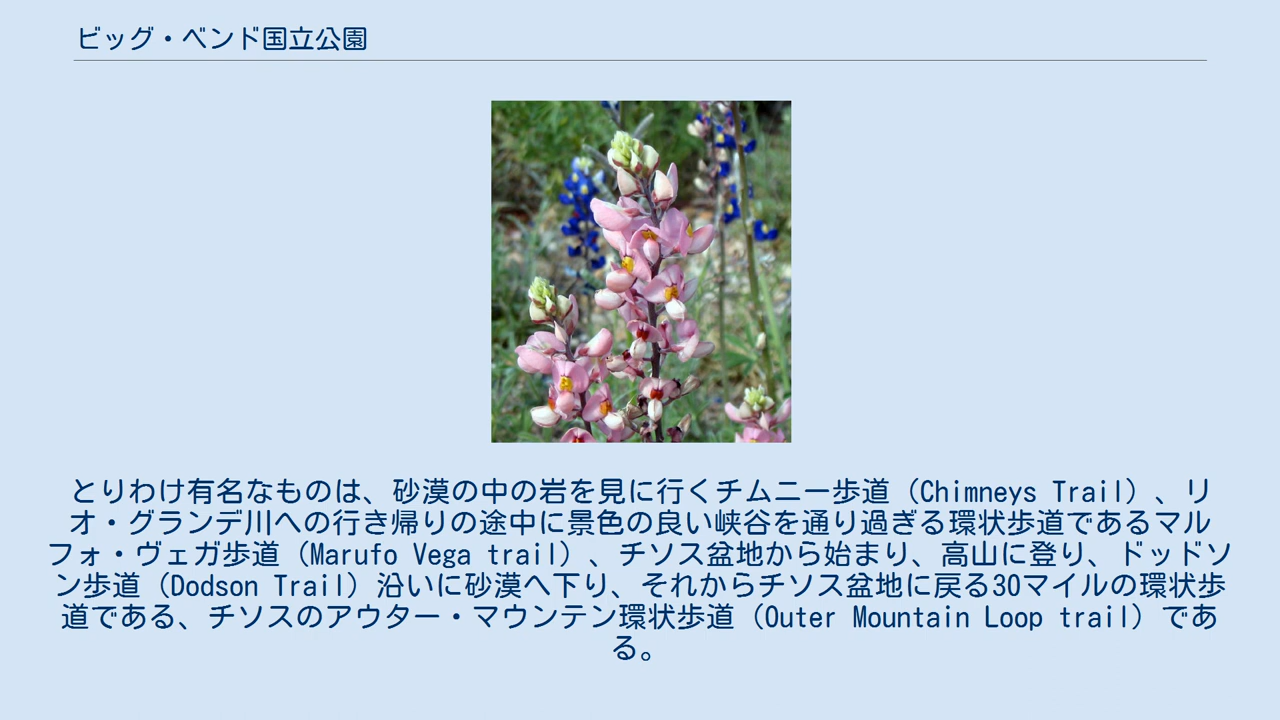 ビッグ・ベンド国立公園
とりわけ有名なものは、砂漠の中の岩を見に行くチムニー歩道（Chimneys Trail）、リ
オ・グランデ川への行き帰りの途中に景色の良い峡谷を通り過ぎる環状歩道であるマル
フォ・ヴェガ歩道（Marufo Vega trail）、チソス盆地から始まり、高山に登り、ドッドソ
ン歩道（Dodson Trail）沿いに砂漠へ下り、それからチソス盆地に戻る30マイルの環状歩
道である、チソスのアウター・マウンテン環状歩道（Outer Mountain Loop trail）であ
る。